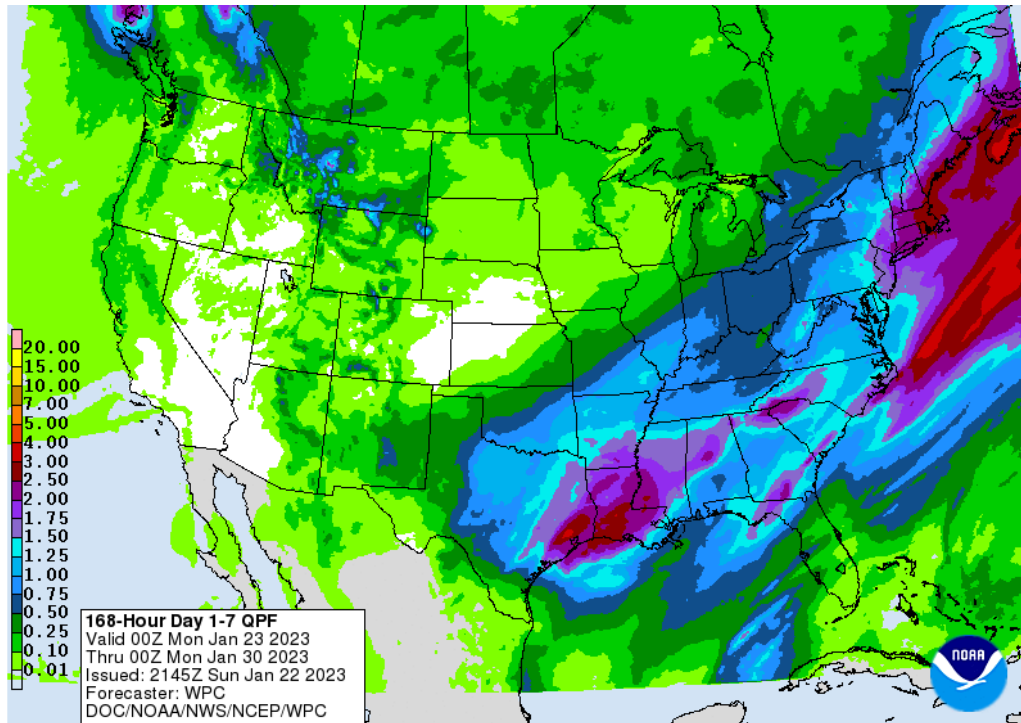 20.00
15.00
10.00
7.00
5.00
4.00
3.00
2.50
2.00
1.75
1.50
1.25
1.00
0.75
0.50
0.25
0.10
0.01
168-Hour Day 1-7 QPF
Valid 00Z Mon Jan 23 2023
Thru 00Z Mon Jan 30 2023
Issued: 2145Z Sun Jan 22 2023
Forecaster: WPC
DOC/NOAA/NWS/NCEP/WPC
NOAA